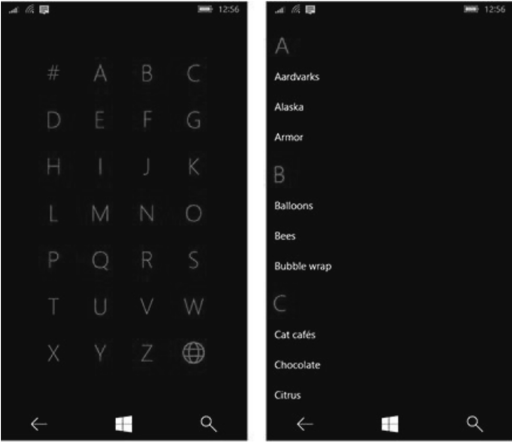 12:56
# A B C
D E F G
H I J K
L M N O
P Q R S
T U V W
X Y Z
12:56
A
Aardvarks
Alaska
Armor
B
Balloons
Bees
Bubble wrap
C
Cat cafés
Chocolate
Citrus